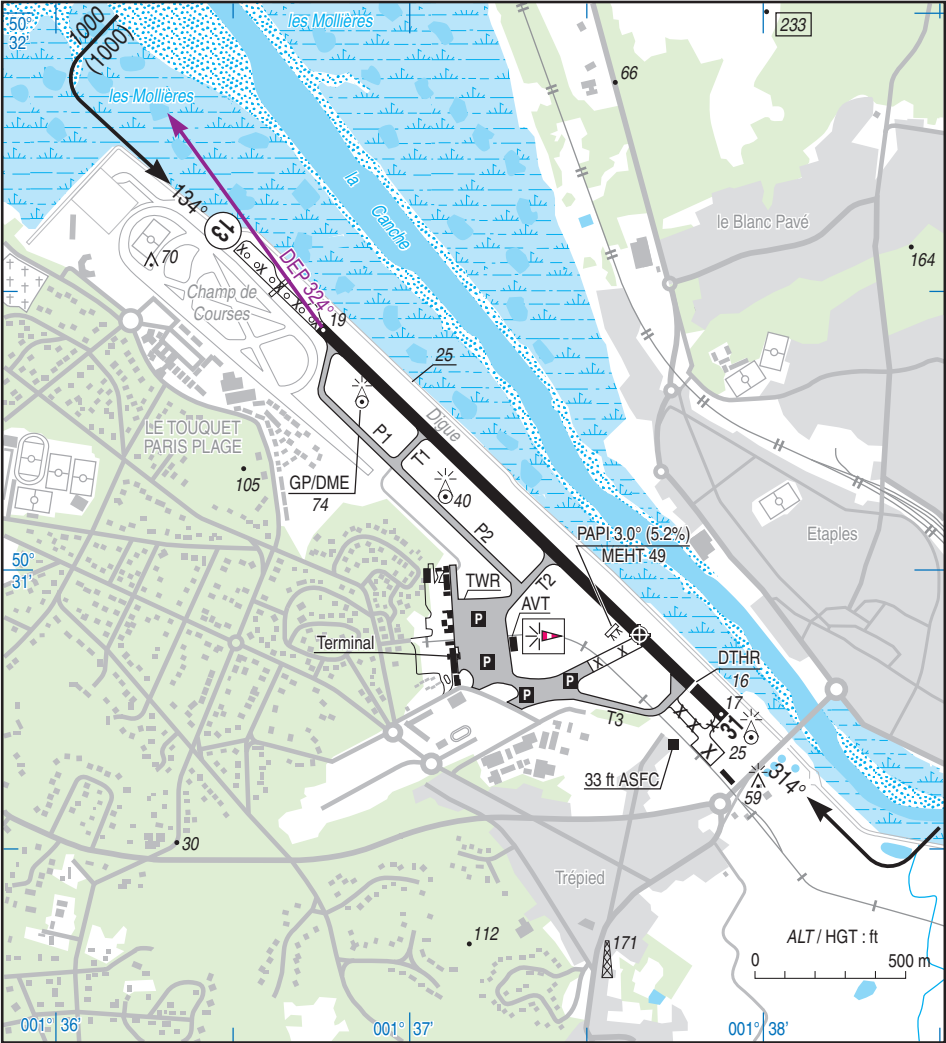 50°
32'
1000
(1000)
les Mollières
233
66
les Mollières
134°
13
la
Canche
le Blanc Pavé
70
164
DEP 324°
Champ de
Courses
19
25
Digue
LE TOUQUET
PARIS PLAGE
P1
T1
105
GP/DME
74
40
P2
PAPI 3.0° (5.2%)
MEHT 49
Etaples
50°
31'
TWR
T2
AVT
P
Terminal
P
DTHR
16
P
P
17
T3
X
31
25
33 ft ASFC
314°
59
30
Trépied
112
171
ALT / HGT : ft
0
500 m
001° 36'
001° 37'
001° 38'